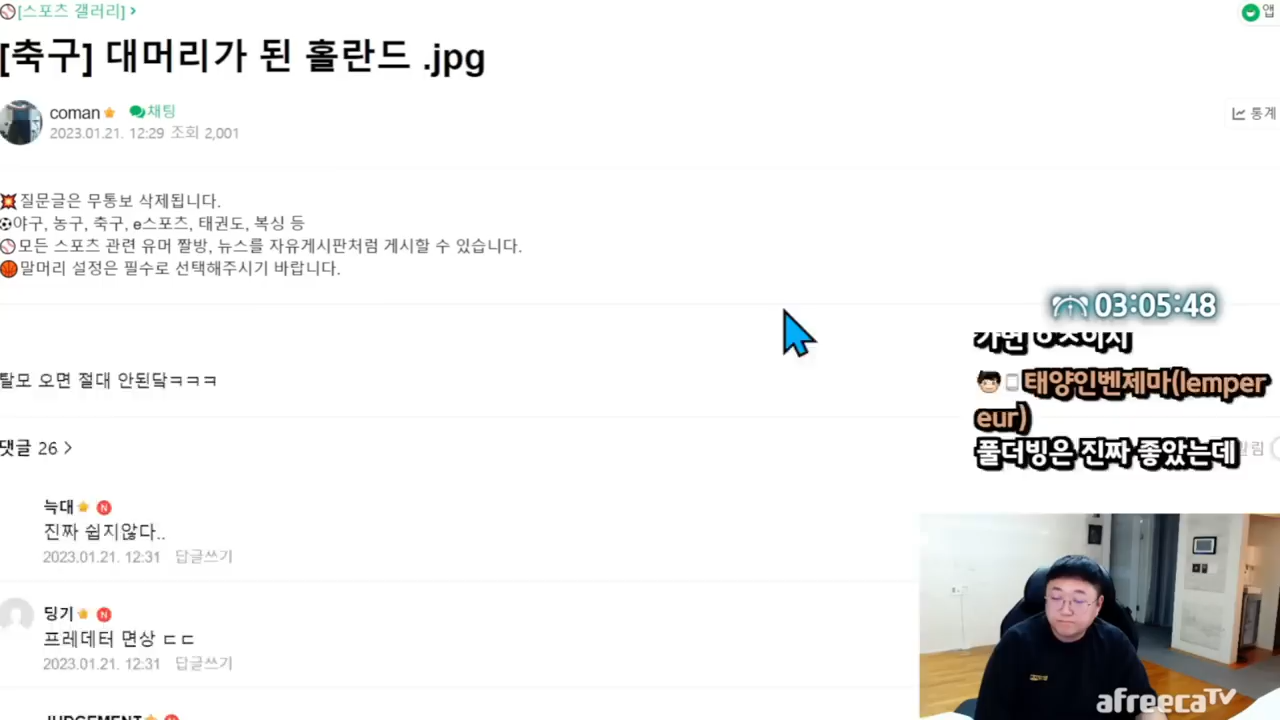 [스포츠 갤러리] >
앱
[축구] 대머리가 된 홀란드 .jpg
coman 채팅
2023.01.21. 12:29 조회 2,001
통계
질문글은 무통보 삭제됩니다.
야구, 농구, 축구, e스포츠, 태권도, 복싱 등
모든 스포츠 관련 유머 짤방, 뉴스를 자유게시판처럼 게시할 수 있습니다.
말머리 설정은 필수로 선택해주시기 바랍니다.
03:05:48
태양인벤제마(lemper
eur)
풀더빙은 진짜 좋았는데
탈모 오면 절대 안된닼ㅋㅋㅋ
댓글 26 >
늑대 N
진짜 쉽지않다..
2023.01.21. 12:31 답글쓰기
딩기 N
프레데터 면상 ㄷㄷ
2023.01.21. 12:31 답글쓰기
JUDGEMENT N
afreecaTV